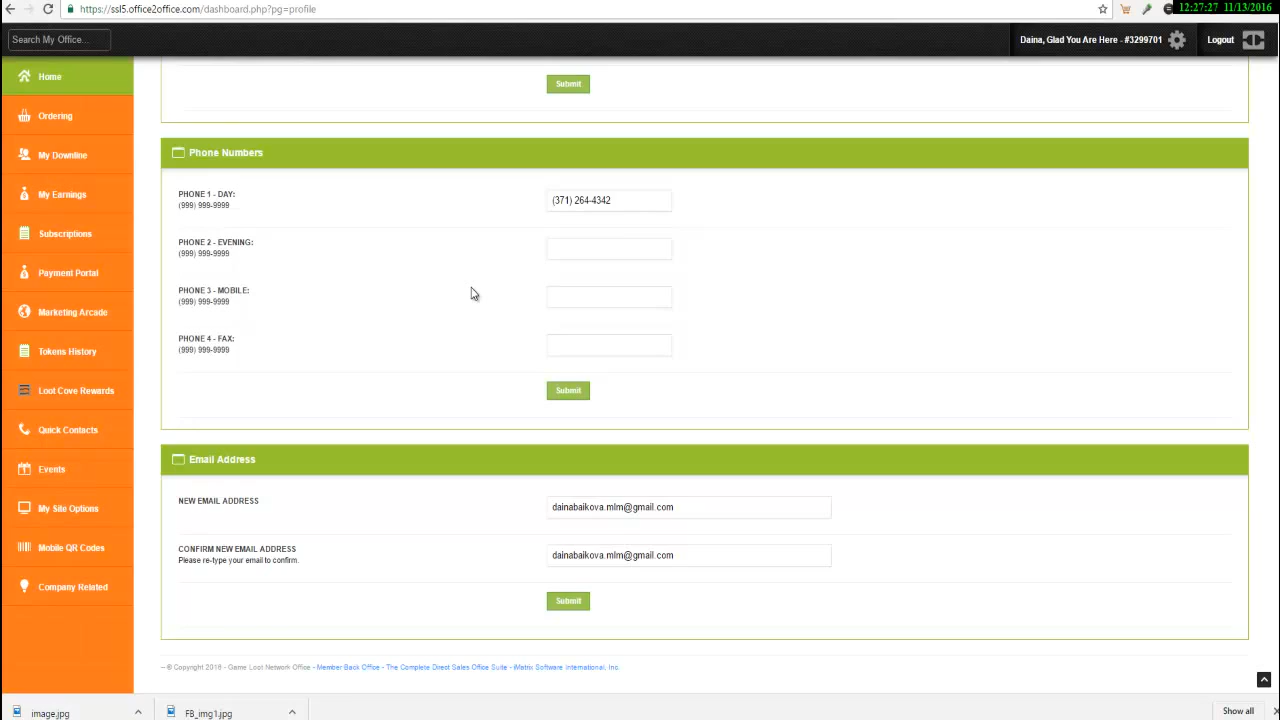 https://ssl5.office2office.com/dashboard.php?pg=profile
12:27:27 11/13/2016
Search My Office...
Daina, Glad You Are Here - #3299701
Logout
Home
Ordering
My Downline
My Earnings
Subscriptions
Payment Portal
Marketing Arcade
Tokens History
Loot Cove Rewards
Quick Contacts
Events
My Site Options
Mobile QR Codes
Company Related
Submit
Phone Numbers
PHONE 1 - DAY:
(999) 999-9999
(371) 264-4342
PHONE 2 - EVENING:
(999) 999-9999
PHONE 3 - MOBILE:
(999) 999-9999
PHONE 4 - FAX:
(999) 999-9999
Submit
Email Address
NEW EMAIL ADDRESS
dainabaikova.mlm@gmail.com
CONFIRM NEW EMAIL ADDRESS
Please re-type your email to confirm.
dainabaikova.mlm@gmail.com
Submit
-- © Copyright 2016 - Game Loot Network Office - Member Back Office - The Complete Direct Sales Office Suite - iMatrix Software International, Inc.
image.jpg
FB_img1.jpg
Show all